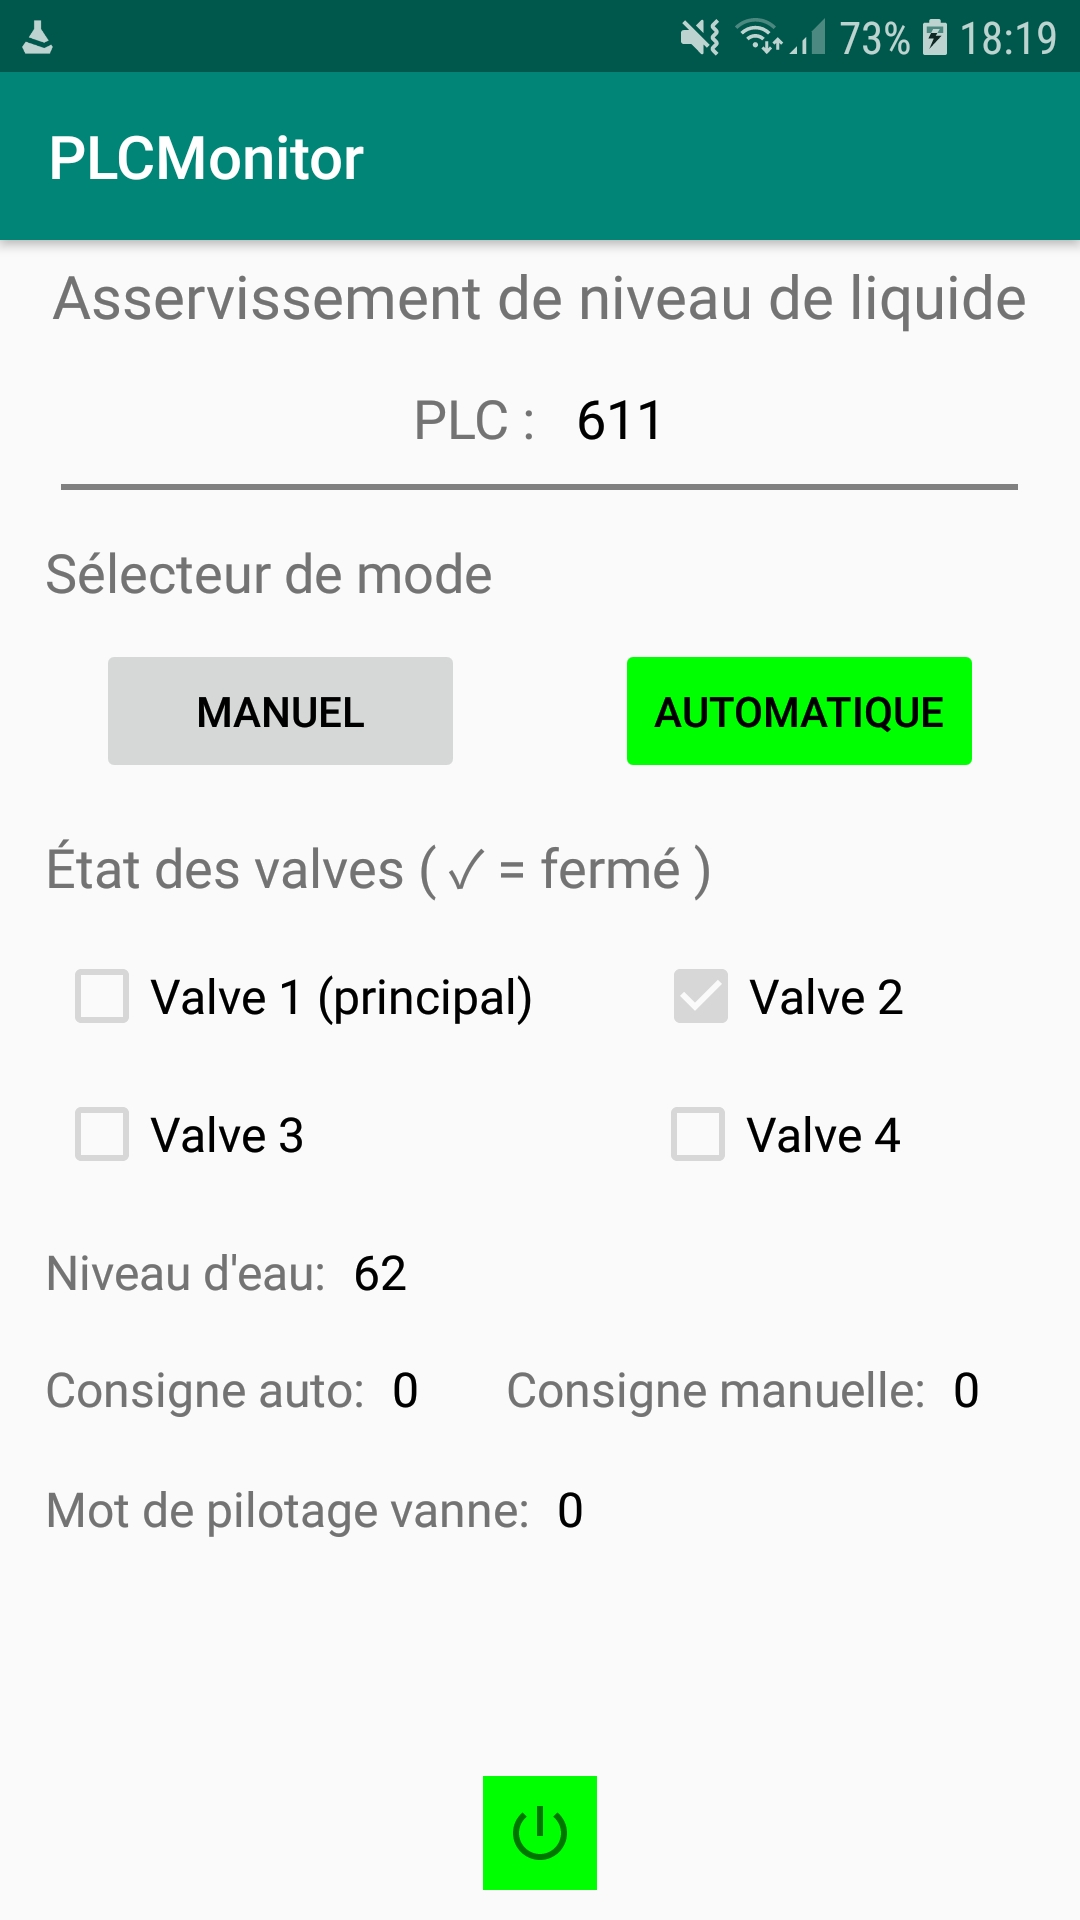 73% 18:19
PLCMonitor
Asservissement de niveau de liquide
PLC : 611
Sélecteur de mode
MANUEL AUTOMATIQUE
État des valves ( ✓ = fermé )
Valve 1 (principal) Valve 2
Valve 3 Valve 4
Niveau d'eau: 62
Consigne auto: 0 Consigne manuelle: 0
Mot de pilotage vanne: 0